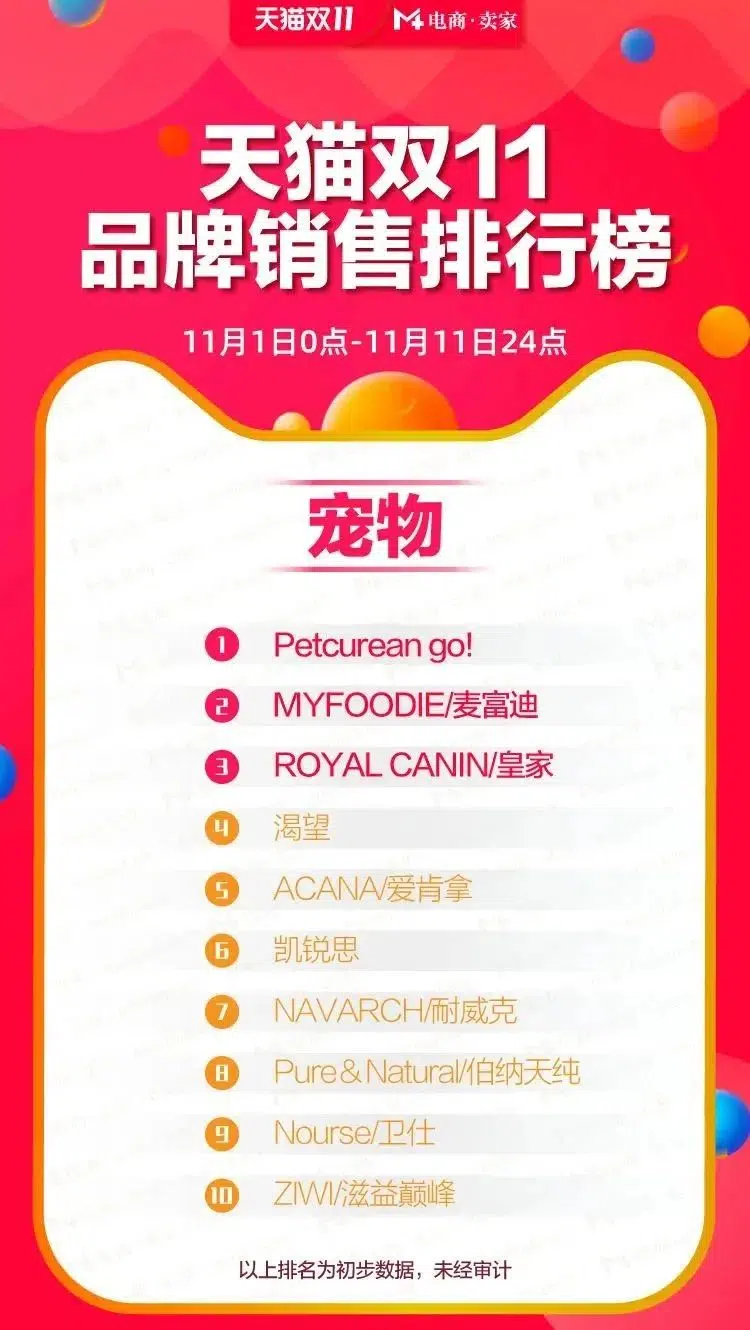 天猫双11 M4电商·卖家
天猫双11
品牌销售排行榜
11月1日0点-11月11日24点
宠物
1 Petcurean go!
2 MYFOODIE/麦富迪
3 ROYAL CANIN/皇家
4 渴望
5 ACANA/爱肯拿
6 凯锐思
7 NAVARCH/耐威克
8 Pure&Natural/伯纳天纯
9 Nourse/卫仕
10 ZIWI/滋益巅峰
以上排名为初步数据，未经审计